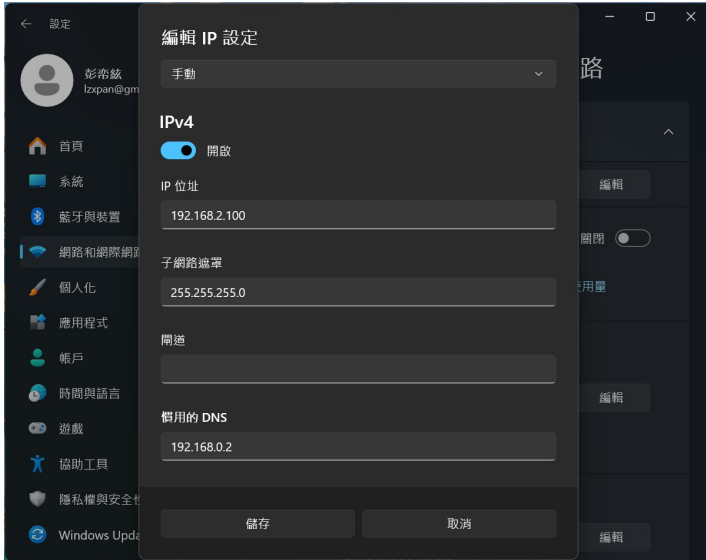 設定
彭帟紘
lzxpan@gm
首頁
系統
藍牙與裝置
網路和網際網路
個人化
應用程式
帳戶
時間與語言
遊戲
協助工具
隱私權與安全性
Windows Upda
編輯 IP 設定
手動
IPv4
開啟
IP 位址
192.168.2.100
子網路遮罩
255.255.255.0
閘道
慣用的 DNS
192.168.0.2
儲存
取消
路
編輯
關閉
使用量
編輯
編輯